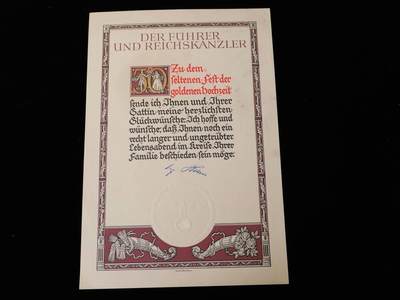 DER FÜHRER
UND REICHSKANZLER
Zu dem
seltenen Fest der
goldenen Hochzeit
sende ich Ihnen und Ihrer
Gattin meine herzlichsten
Glückwünsche. Ich hoffe und
wünsche, daß Ihnen noch ein
recht langer und ungetrübter
Lebensabend im Kreise Ihrer
Familie beschieden sein möge.